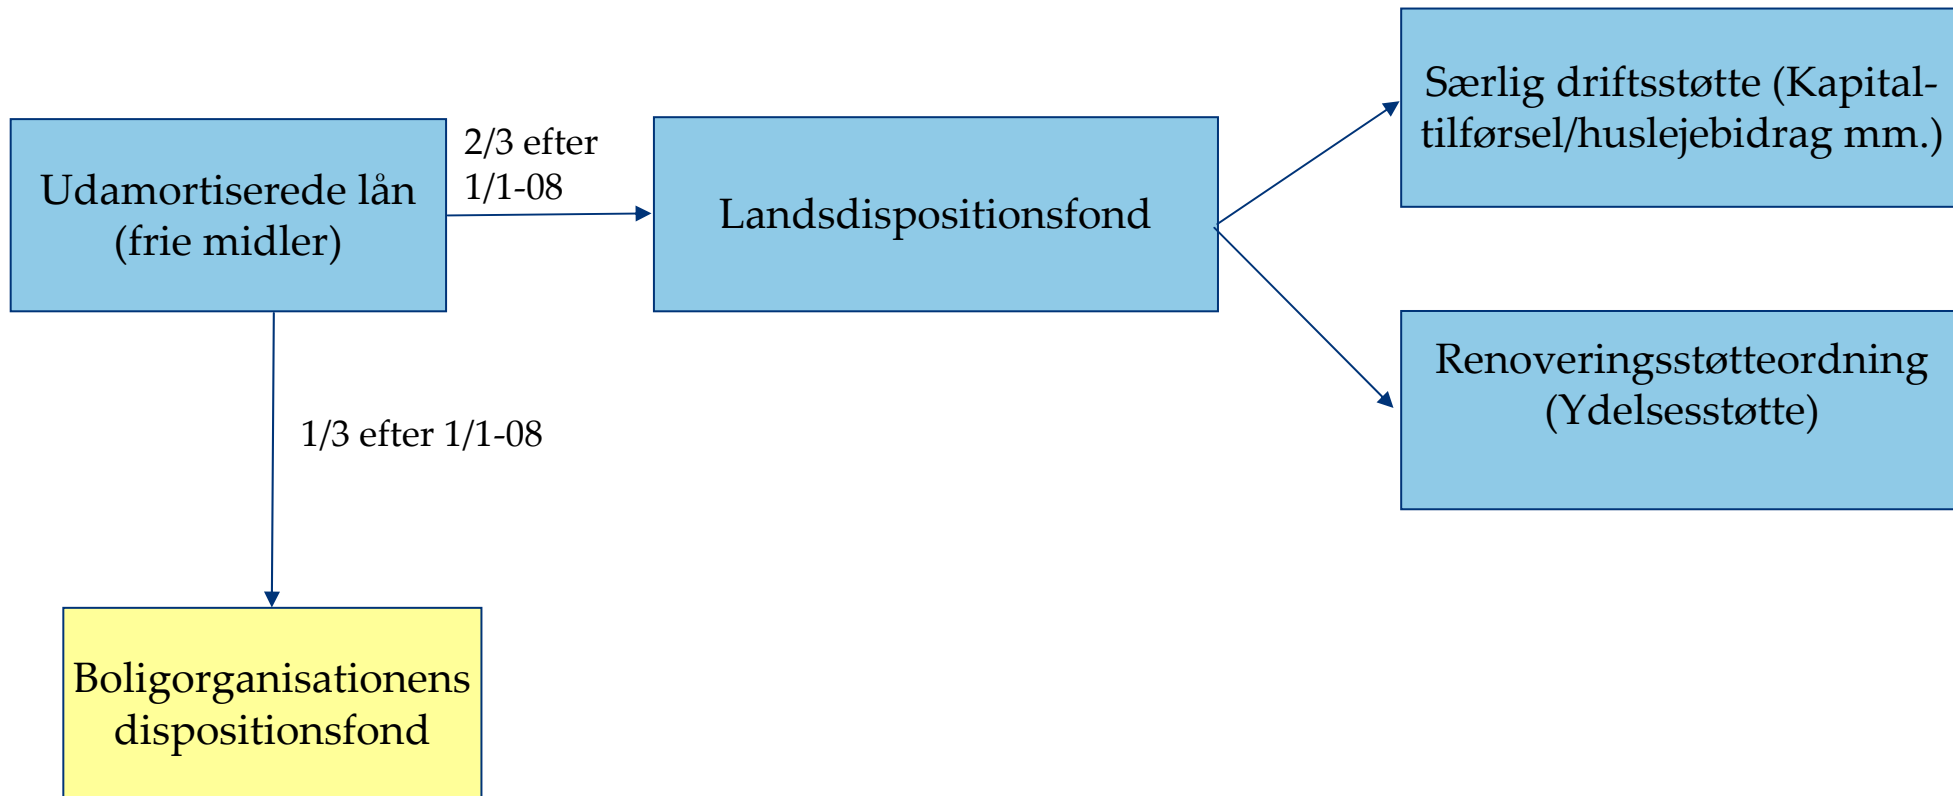 Udamortiserede lån
(frie midler)
2/3 efter
1/1-08
Landsdispositionsfond
Særlig driftsstøtte (Kapital-
tilførsel/huslejebidrag mm.)
Renoveringsstøtteordning
(Ydelsesstøtte)
1/3 efter 1/1-08
Boligorganisationens
dispositionsfond